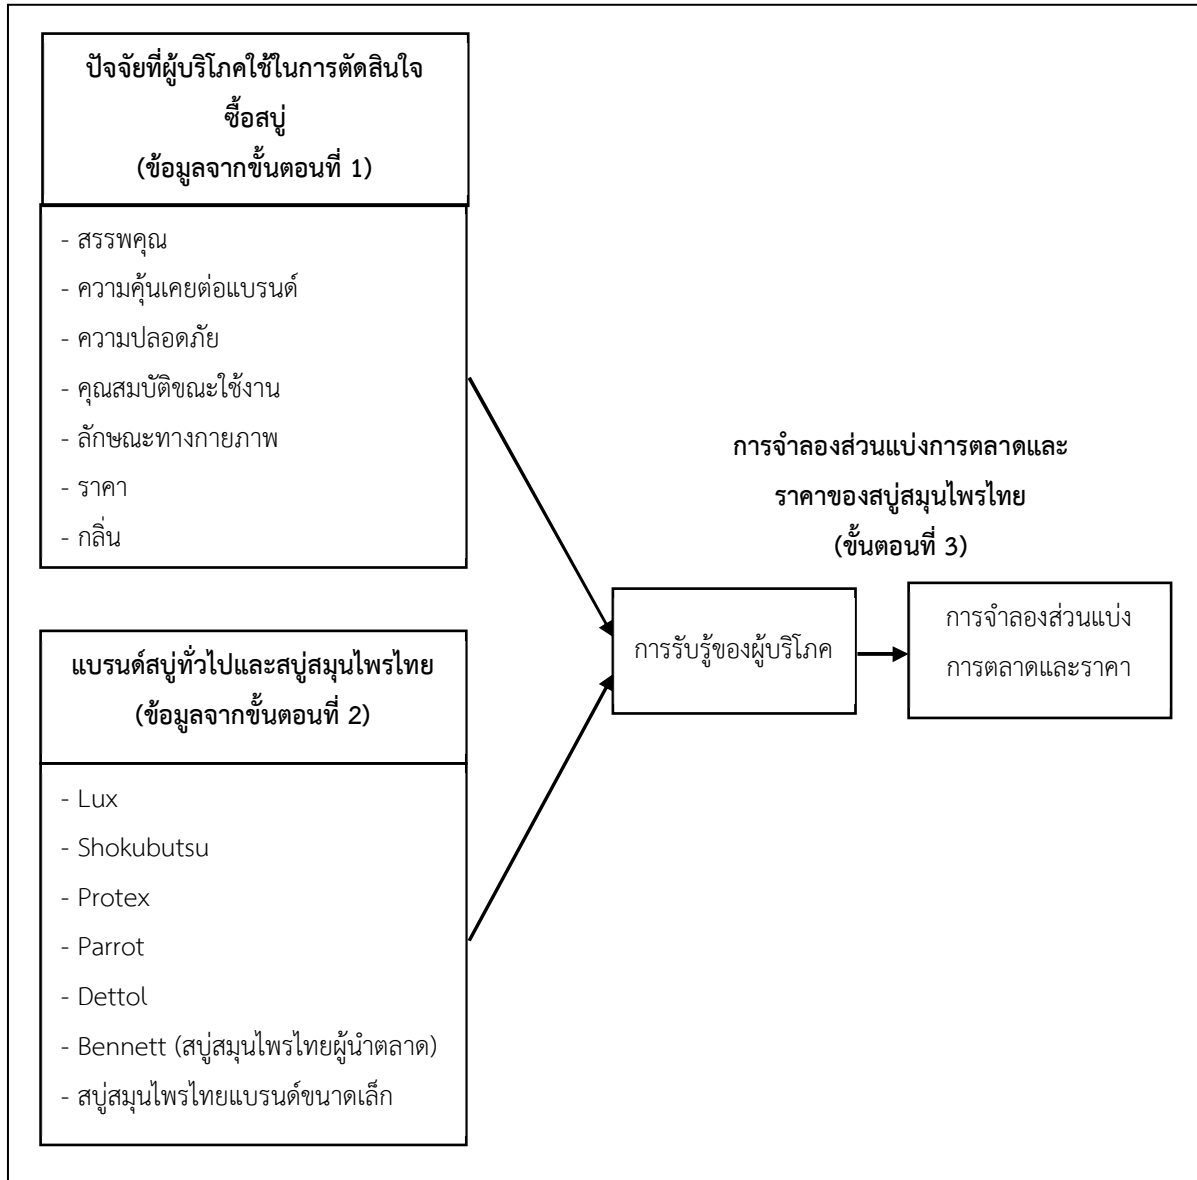 ปัจจัยที่ผู้บริโภคใช้ในการตัดสินใจ
ซื้อสบู่
(ข้อมูลจากขั้นตอนที่ 1)
- สรรพคุณ
- ความคุ้นเคยต่อแบรนด์
- ความปลอดภัย
- คุณสมบัติขณะใช้งาน
- ลักษณะทางกายภาพ
- ราคา
- กลิ่น
แบรนด์สบู่ทั่วไปและสบู่สมุนไพรไทย
(ข้อมูลจากขั้นตอนที่ 2)
- Lux
- Shokubutsu
- Protex
- Parrot
- Dettol
- Bennett (สบู่สมุนไพรไทยผู้นำตลาด)
- สบู่สมุนไพรไทยแบรนด์ขนาดเล็ก
การจำลองส่วนแบ่งการตลาดและ
ราคาของสบู่สมุนไพรไทย
(ขั้นตอนที่ 3)
การรับรู้ของผู้บริโภค
การจำลองส่วนแบ่ง
การตลาดและราคา